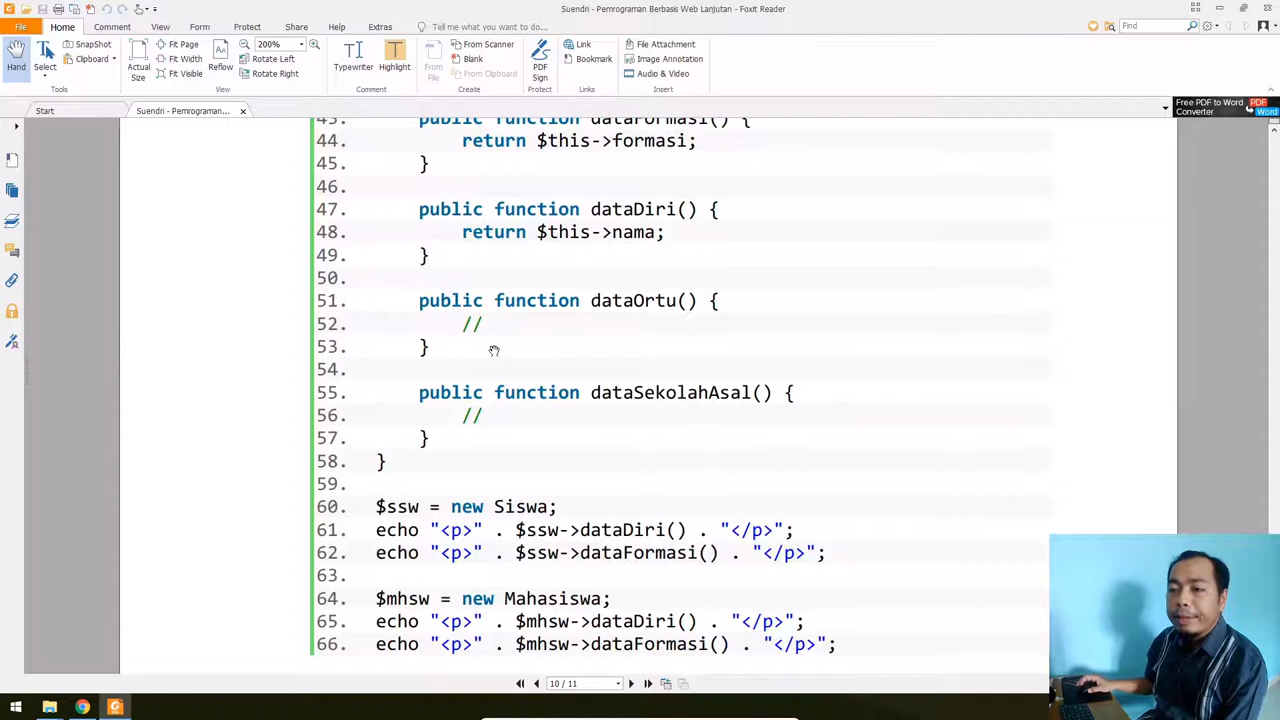 Suendri - Pemrograman Berbasis Web Lanjutan - Foxit Reader
File Home Comment View Form Protect Share Help Extras Tell me what you want to do... Find
Hand
Select
SnapShot
Clipboard
Tools
Actual Size
Fit Page
Fit Width
Fit Visible
Reflow
200%
Rotate Left
Rotate Right
View
Typewriter
Highlight
Comment
From File
From Scanner
Blank
From Clipboard
Create
PDF Sign
Protect
Link
Bookmark
Links
File Attachment
Image Annotation
Audio & Video
Insert
Start
Suendri - Pemrograman...
Free PDF to Word Converter
PDF
Word
43. public function dataFormasi() {
44. return $this->formasi;
45. }
46.
47. public function dataDiri() {
48. return $this->nama;
49. }
50.
51. public function dataOrtu() {
52. //
53. }
54.
55. public function dataSekolahAsal() {
56. //
57. }
58. }
59.
60. $ssw = new Siswa;
61. echo "<p>" . $ssw->dataDiri() . "</p>";
62. echo "<p>" . $ssw->dataFormasi() . "</p>";
63.
64. $mhsw = new Mahasiswa;
65. echo "<p>" . $mhsw->dataDiri() . "</p>";
66. echo "<p>" . $mhsw->dataFormasi() . "</p>";
10 / 11